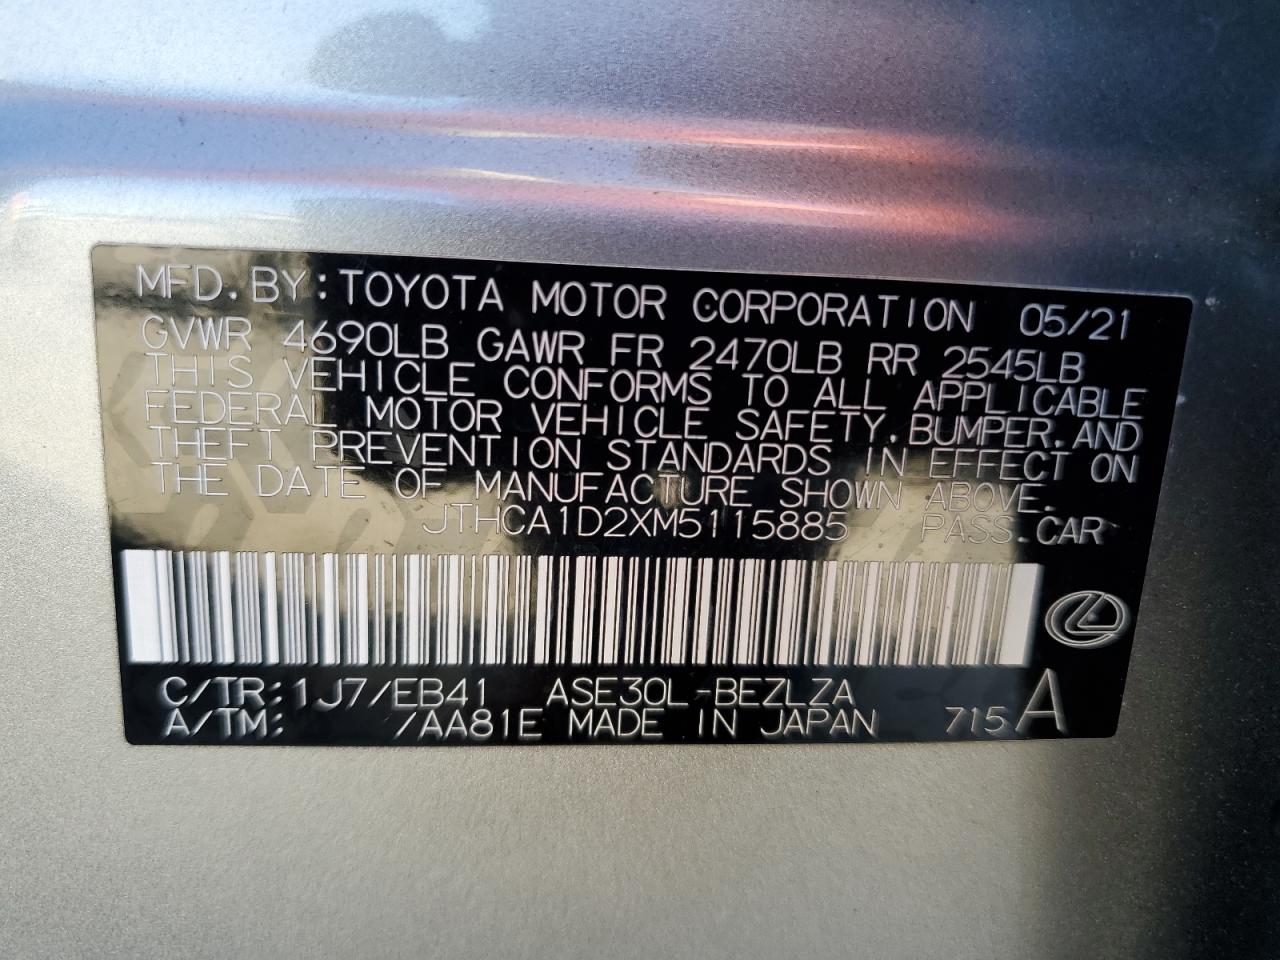 MFD. BY: TOYOTA MOTOR CORPORATION 05/21
GVWR 4690LB GAWR FR 2470LB RR 2545LB
THIS VEHICLE CONFORMS TO ALL APPLICABLE
FEDERAL MOTOR VEHICLE SAFETY, BUMPER, AND
THEFT PREVENTION STANDARDS IN EFFECT ON
THE DATE OF MANUFACTURE SHOWN ABOVE.
JTHCA1D2XM5115885 PASS. CAR
C/TR: 1J7/EB41 ASE30L-BEZLZA
A/TM: /AA81E MADE IN JAPAN 715 A